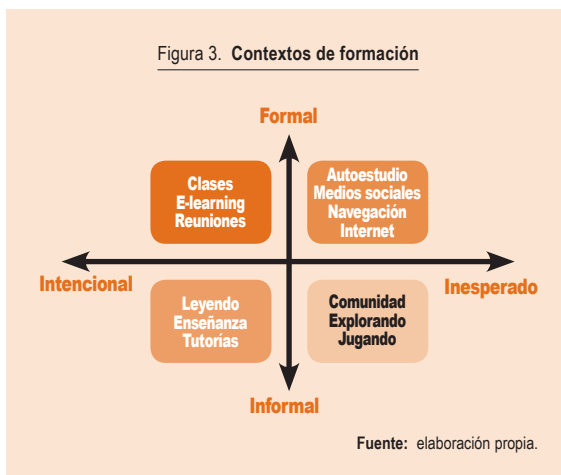 Figura 3. Contextos de formación
Formal
Clases
E-learning
Reuniones
Autoestudio
Medios sociales
Navegación
Internet
Intencional
Inesperado
Leyendo
Enseñanza
Tutorías
Comunidad
Explorando
Jugando
Informal
Fuente: elaboración propia.